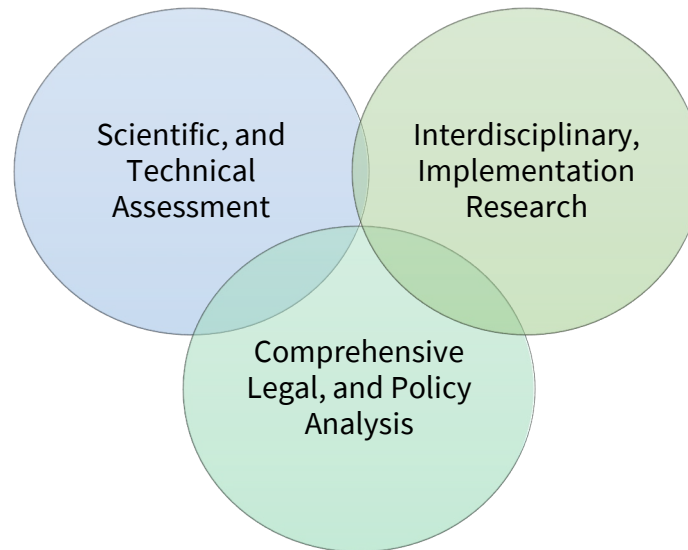 Scientific, and
Technical
Assessment
Interdisciplinary,
Implementation
Research
Comprehensive
Legal, and Policy
Analysis